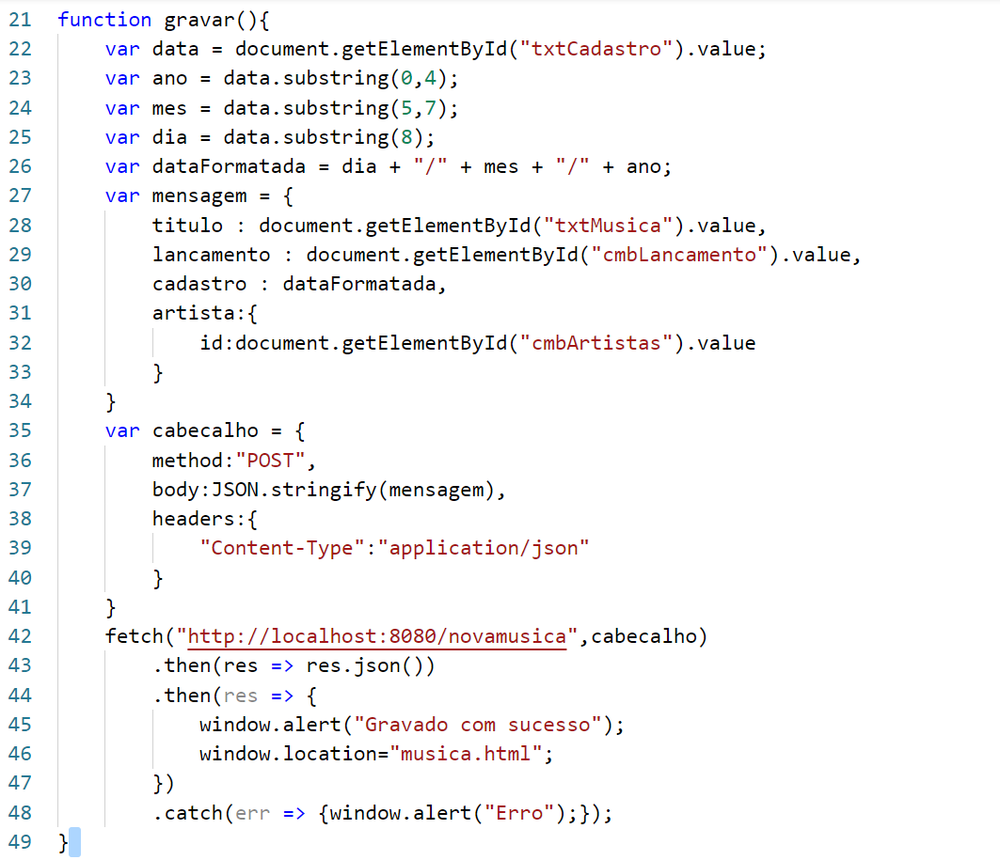 21 function gravar(){
22     var data = document.getElementById("txtCadastro").value;
23     var ano = data.substring(0,4);
24     var mes = data.substring(5,7);
25     var dia = data.substring(8);
26     var dataFormatada = dia + "/" + mes + "/" + ano;
27     var mensagem = {
28         titulo : document.getElementById("txtMusica").value,
29         lancamento : document.getElementById("cmbLancamento").value,
30         cadastro : dataFormatada,
31         artista:{
32             id:document.getElementById("cmbArtistas").value
33         }
34     }
35     var cabecalho = {
36         method:"POST",
37         body:JSON.stringify(mensagem),
38         headers:{
39             "Content-Type":"application/json"
40         }
41     }
42     fetch("http://localhost:8080/novamusica",cabecalho)
43         .then(res => res.json())
44         .then(res => {
45             window.alert("Gravado com sucesso");
46             window.location="musica.html";
47         })
48         .catch(err => {window.alert("Erro");});
49 }